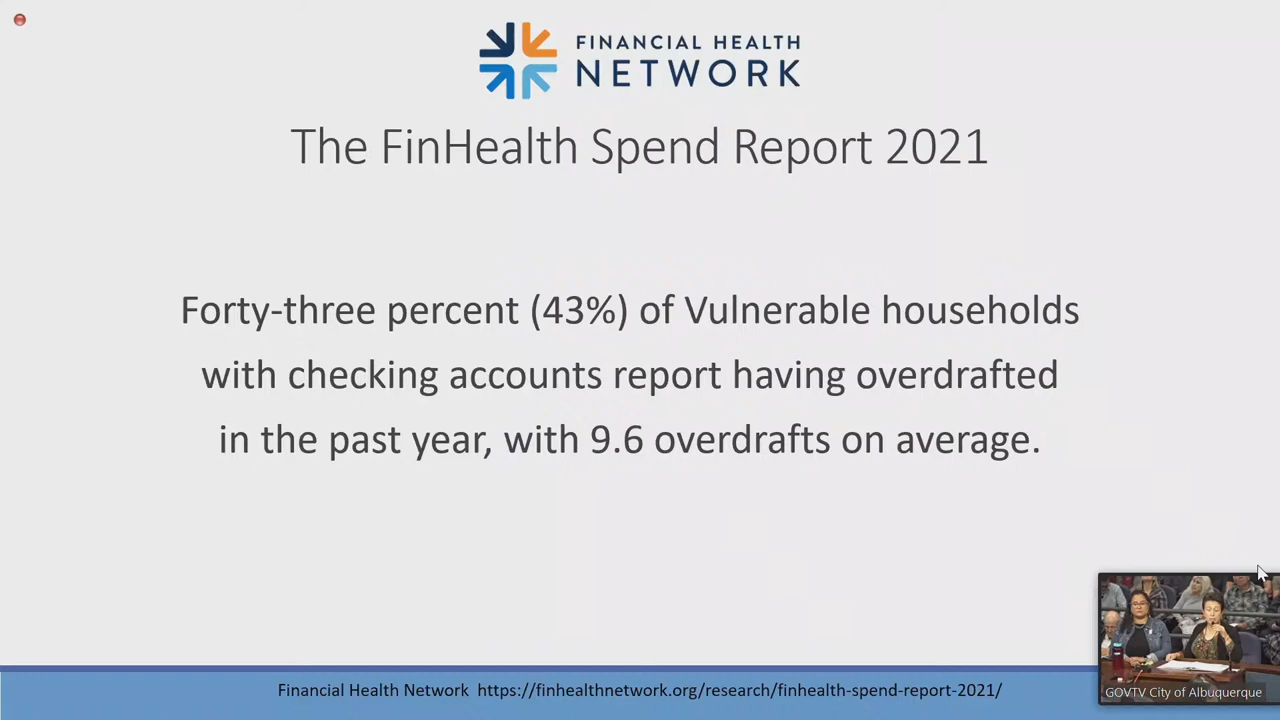 FINANCIAL HEALTH
NETWORK
The FinHealth Spend Report 2021
Forty-three percent (43%) of Vulnerable households
with checking accounts report having overdrafted
in the past year, with 9.6 overdrafts on average.
Financial Health Network https://finhealthnetwork.org/research/finhealth-spend-report-2021/
GOVTV City of Albuquerque